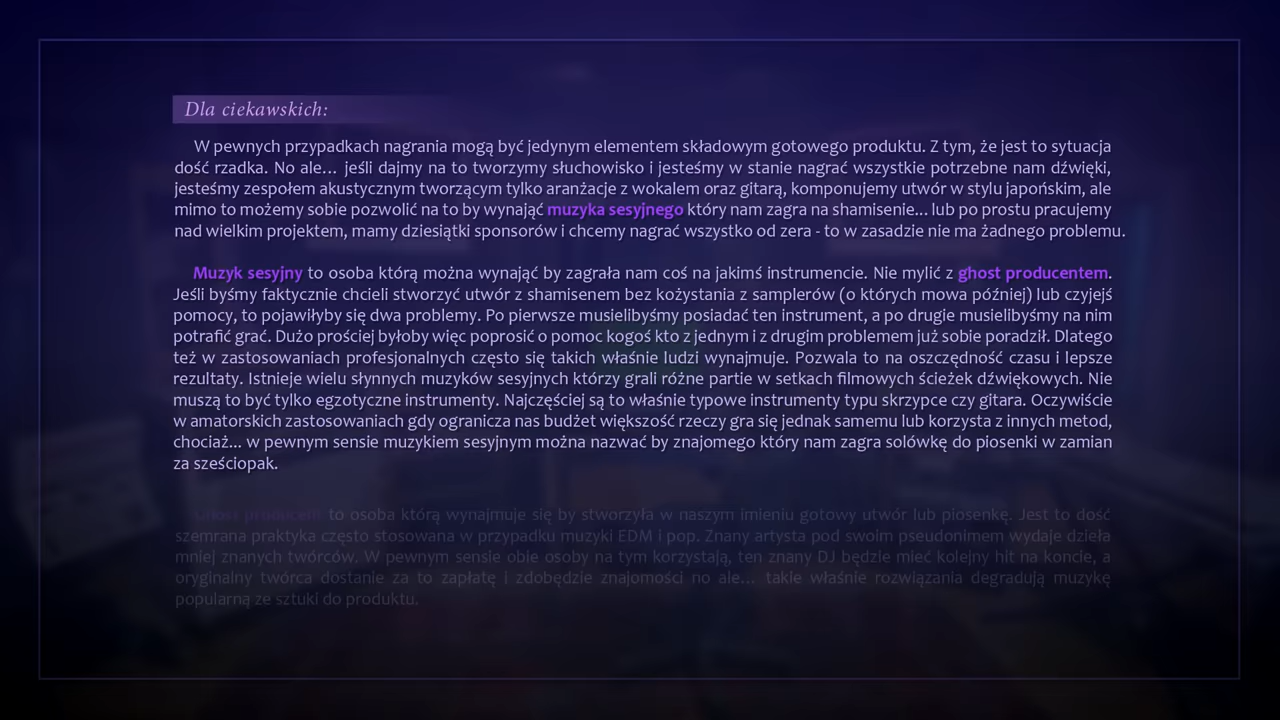 Dla ciekawskich:
W pewnych przypadkach nagrania mogą być jedynym elementem składowym gotowego produktu. Z tym, że jest to sytuacja
dość rzadka. No ale... jeśli dajmy na to tworzymy słuchowisko i jesteśmy w stanie nagrać wszystkie potrzebne nam dźwięki,
jesteśmy zespołem akustycznym tworzącym tylko aranżacje z wokalem oraz gitarą, komponujemy utwór w stylu japońskim, ale
mimo to możemy sobie pozwolić na to by wynająć muzyka sesyjnego który nam zagra na shamisenie... lub po prostu pracujemy
nad wielkim projektem, mamy dziesiątki sponsorów i chcemy nagrać wszystko od zera - to w zasadzie nie ma żadnego problemu.
Muzyk sesyjny to osoba którą można wynająć by zagrała nam coś na jakimś instrumencie. Nie mylić z ghost producentem.
Jeśli byśmy faktycznie chcieli stworzyć utwór z shamisenem bez kożystania z samplerów (o których mowa później) lub czyjejś
pomocy, to pojawiłyby się dwa problemy. Po pierwsze musielibyśmy posiadać ten instrument, a po drugie musielibyśmy na nim
potrafić grać. Dużo prościej byłoby więc poprosić o pomoc kogoś kto z jednym i z drugim problemem już sobie poradził. Dlatego
też w zastosowaniach profesjonalnych często się takich właśnie ludzi wynajmuje. Pozwala to na oszczędność czasu i lepsze
rezultaty. Istnieje wielu słynnych muzyków sesyjnych którzy grali różne partie w setkach filmowych ścieżek dźwiękowych. Nie
muszą to być tylko egzotyczne instrumenty. Najczęściej są to właśnie typowe instrumenty typu skrzypce czy gitara. Oczywiście
w amatorskich zastosowaniach gdy ogranicza nas budżet większość rzeczy gra się jednak samemu lub korzysta z innych metod,
chociaż... w pewnym sensie muzykiem sesyjnym można nazwać by znajomego który nam zagra solówkę do piosenki w zamian
za sześciopak.
Ghost producent to osoba którą wynajmuje się by stworzyła w naszym imieniu gotowy utwór lub piosenkę. Jest to dość
szemrana praktyka często stosowana w przypadku muzyki EDM i pop. Znany artysta pod swoim pseudonimem wydaje dzieła
mniej znanych twórców. W pewnym sensie obie osoby na tym korzystają, ten znany DJ będzie mieć kolejny hit na koncie, a
oryginalny twórca dostanie za to zapłatę i zdobędzie znajomości no ale... takie właśnie rozwiązania degradują muzykę
popularną ze sztuki do produktu.